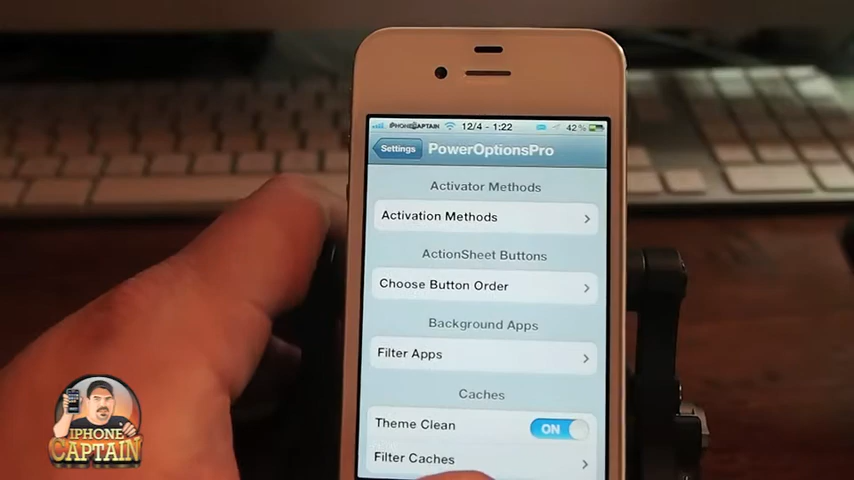 iPHONECAPTAIN 12/4 - 1:22 42%
Settings PowerOptionsPro
Activator Methods
Activation Methods
ActionSheet Buttons
Choose Button Order
Background Apps
Filter Apps
Caches
Theme Clean ON
Filter Caches
IPHONE
CAPTAIN